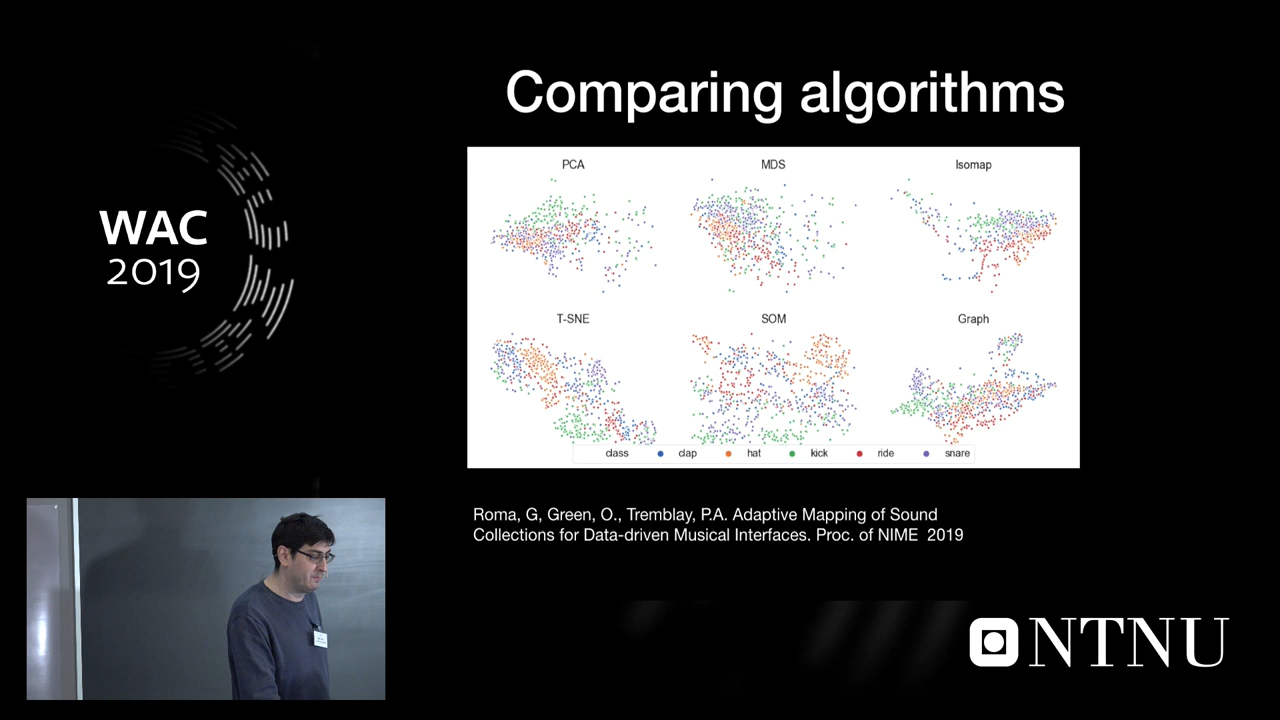 WAC
2019
Comparing algorithms
PCA
MDS
Isomap
T-SNE
SOM
Graph
class clap hat kick ride snare
Roma, G, Green, O., Tremblay, P.A. Adaptive Mapping of Sound
Collections for Data-driven Musical Interfaces. Proc. of NIME 2019
NTNU